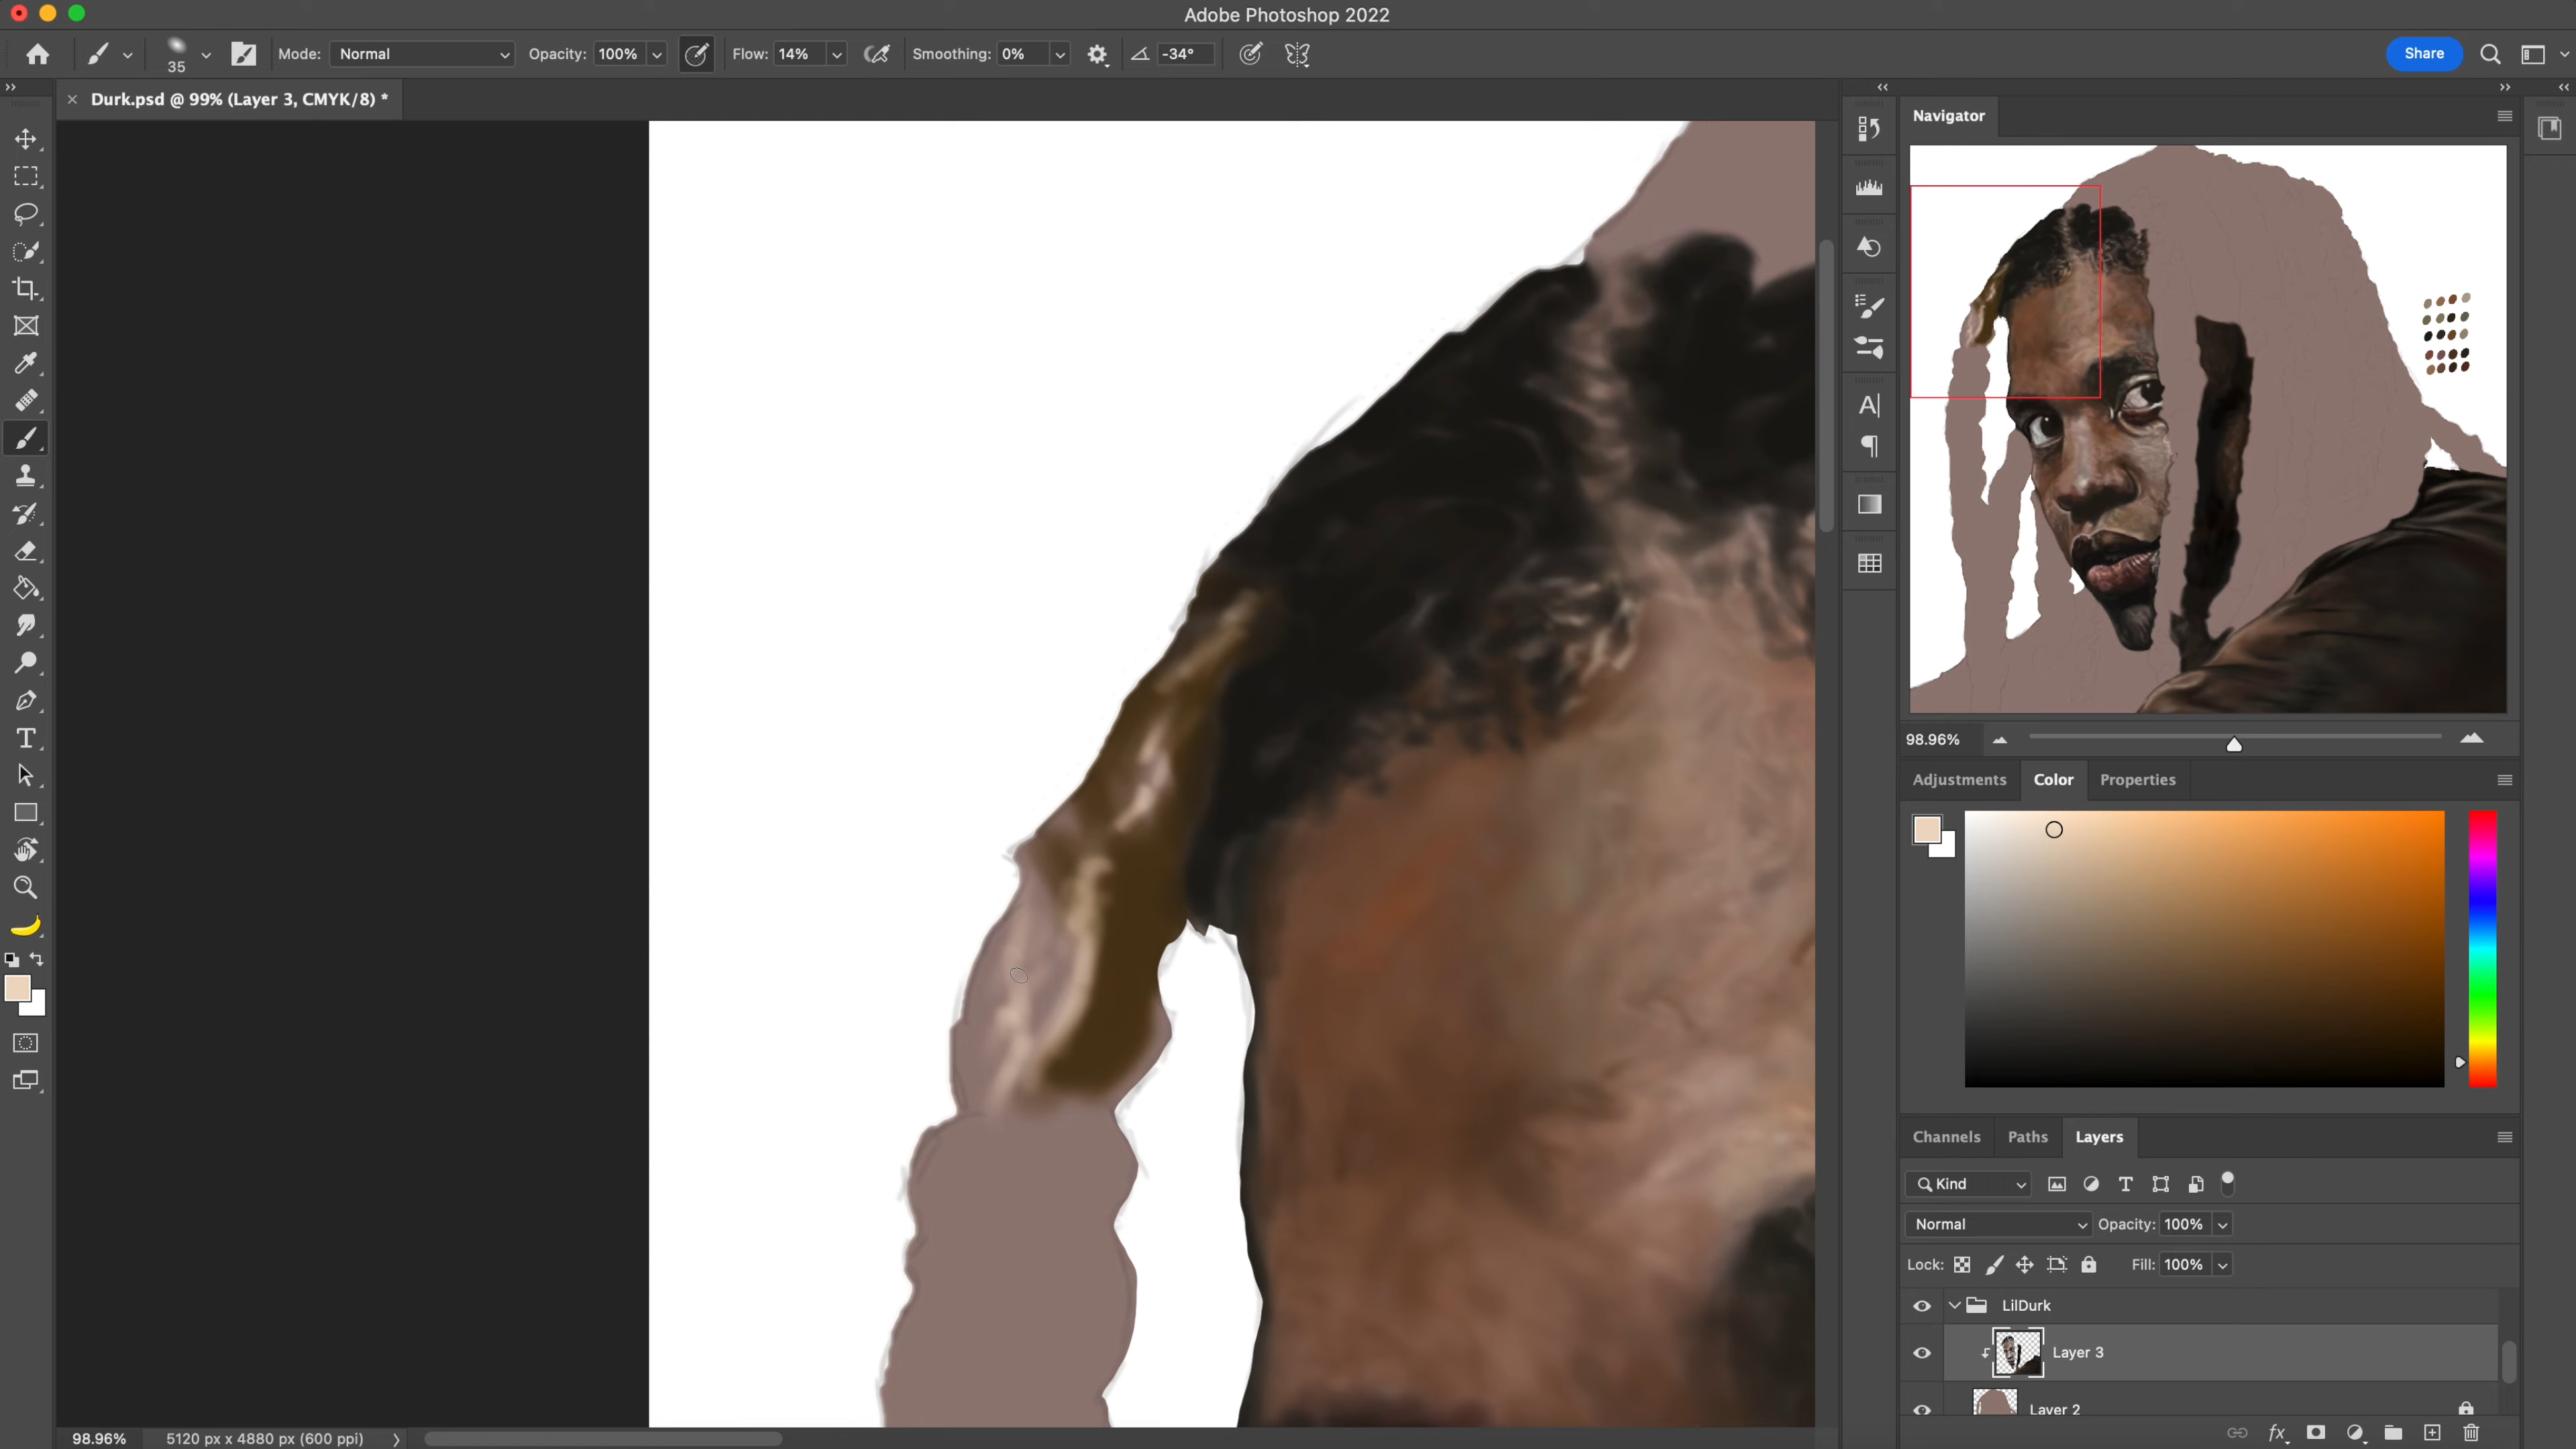 Adobe Photoshop 2022
35
Mode: Normal
Opacity: 100%
Flow: 14%
Smoothing: 0%
-34°
Share
Durk.psd @ 99% (Layer 3, CMYK/8) *
Navigator
98.96%
Adjustments
Color
Properties
Channels
Paths
Layers
Kind
Normal
Opacity: 100%
Lock:
Fill: 100%
LilDurk
Layer 3
Layer 2
fx
98.96%
5120 px x 4880 px (600 ppi)